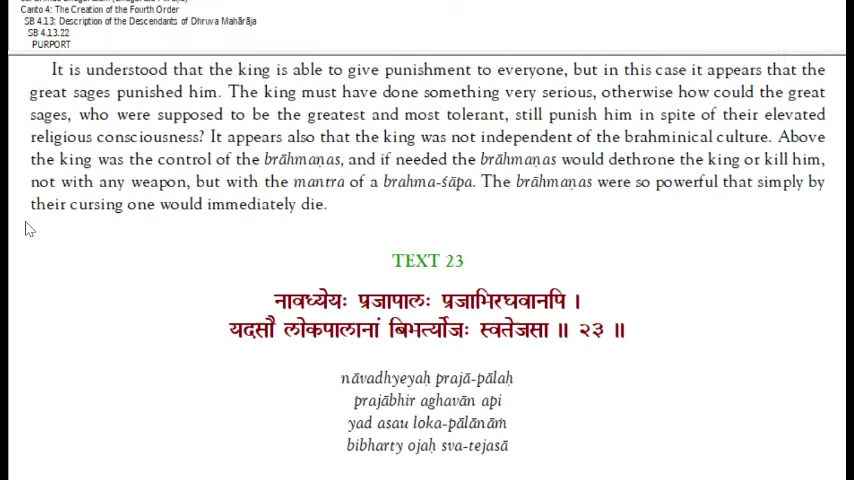 Canto 4: The Creation of the Fourth Order
SB 4.13: Description of the Descendants of Dhruva Mahārāja
SB 4.13.22
PURPORT
It is understood that the king is able to give punishment to everyone, but in this case it appears that the
great sages punished him. The king must have done something very serious, otherwise how could the great
sages, who were supposed to be the greatest and most tolerant, still punish him in spite of their elevated
religious consciousness? It appears also that the king was not independent of the brahminical culture. Above
the king was the control of the brāhmaṇas, and if needed the brāhmaṇas would dethrone the king or kill him,
not with any weapon, but with the mantra of a brahma-śāpa. The brāhmaṇas were so powerful that simply by
their cursing one would immediately die.
TEXT 23
नावध्येयः प्रजापालः प्रजाभिरघवानपि ।
यदसौ लोकपालानां बिभर्त्योजः स्वतेजसा ॥ २३ ॥
nāvadhyeyaḥ prajā-pālaḥ
prajābhir aghavān api
yad asau loka-pālānāṁ
bibharty ojaḥ sva-tejasā